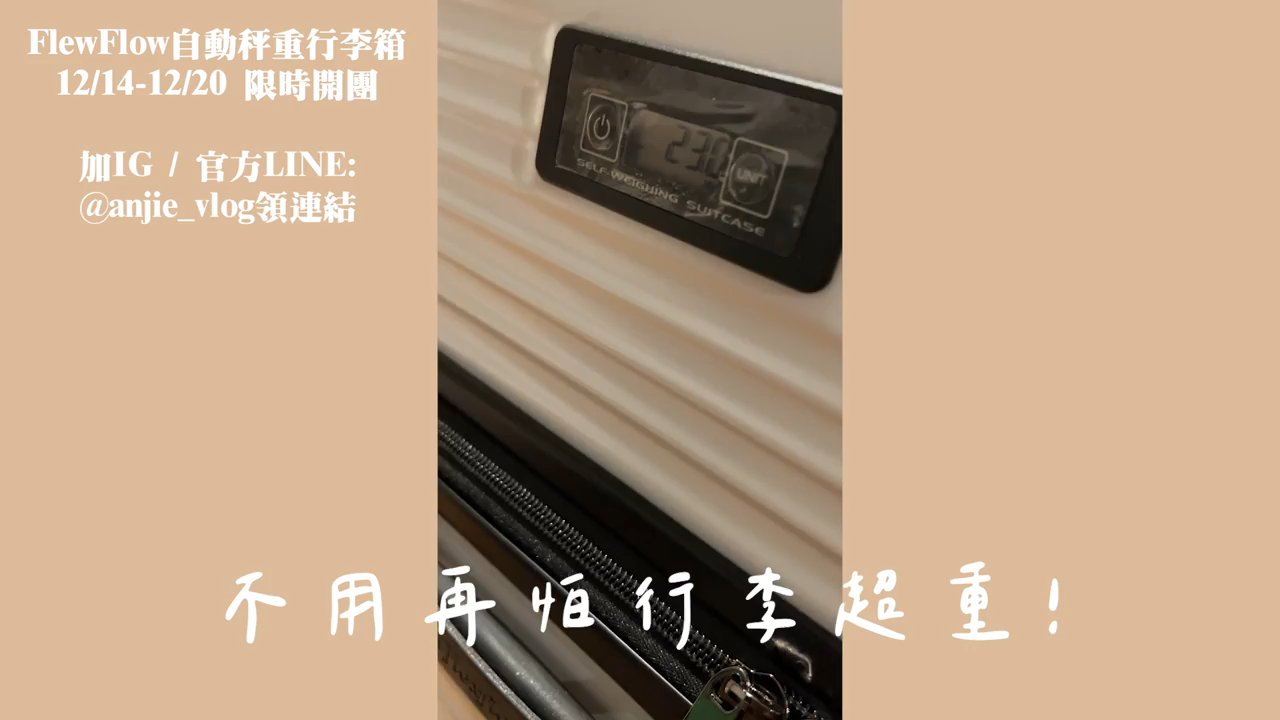 FlewFlow自動秤重行李箱
12/14-12/20 限時開團
加IG / 官方LINE:
@anjie_vlog領連結
230
UNIT
SELF-WEIGHING SUITCASE
不用再怕行李超重!